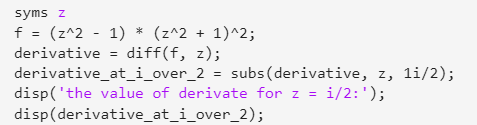 syms z
f = (z^2 - 1) * (z^2 + 1)^2;
derivative = diff(f, z);
derivative_at_i_over_2 = subs(derivative, z, 1i/2);
disp('the value of derivate for z = i/2:');
disp(derivative_at_i_over_2);